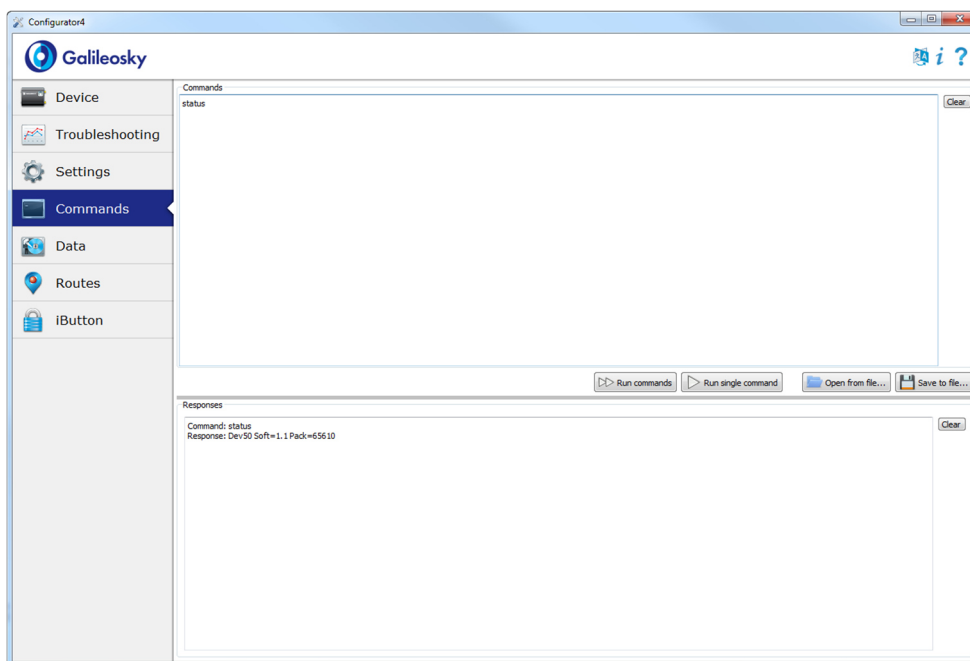 Configurator4
Galileosky
i ?
Device
Troubleshooting
Settings
Commands
Data
Routes
iButton
Commands
status
Clear
Run commands
Run single command
Open from file...
Save to file...
Responses
Command: status
Response: Dev50 Soft=1.1 Pack=65610
Clear